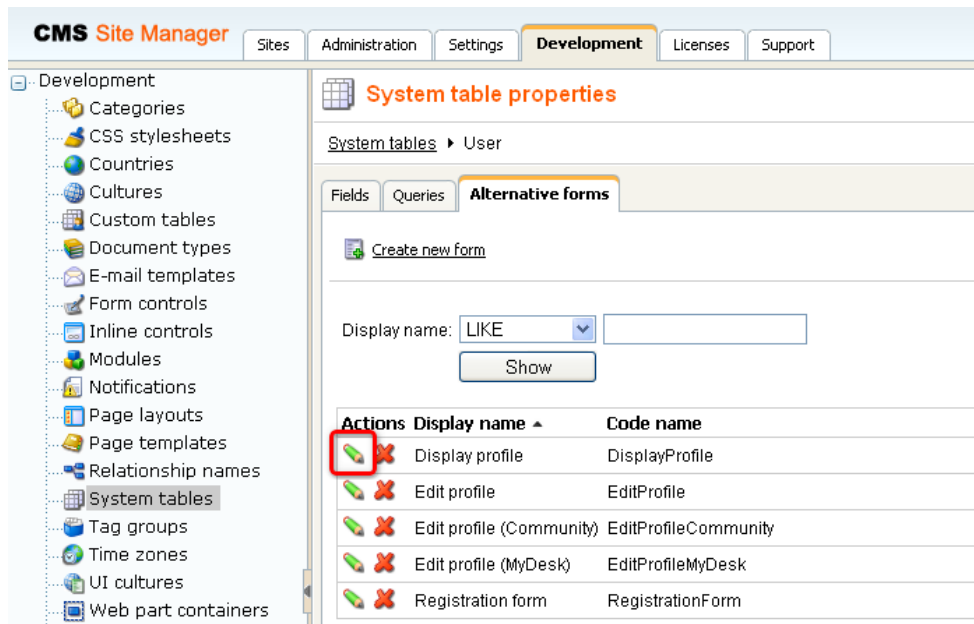 CMS Site Manager
Sites
Administration
Settings
Development
Licenses
Support
Development
Categories
CSS stylesheets
Countries
Cultures
Custom tables
Document types
E-mail templates
Form controls
Inline controls
Modules
Notifications
Page layouts
Page templates
Relationship names
System tables
Tag groups
Time zones
UI cultures
Web part containers
System table properties
System tables User
Fields
Queries
Alternative forms
Create new form
Display name: LIKE
Show
Actions Display name Code name
Display profile DisplayProfile
Edit profile EditProfile
Edit profile (Community) EditProfileCommunity
Edit profile (MyDesk) EditProfileMyDesk
Registration form RegistrationForm